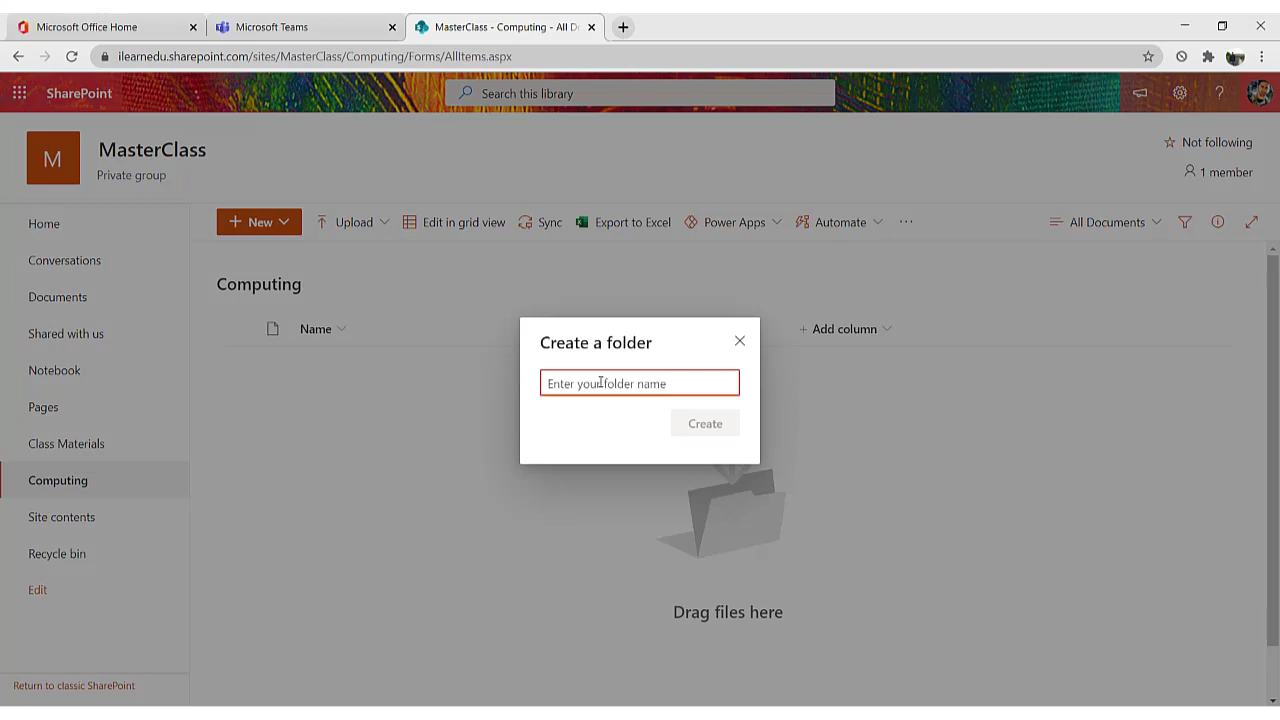 Microsoft Office Home
Microsoft Teams
MasterClass - Computing - All D
ilearnedu.sharepoint.com/sites/MasterClass/Computing/Forms/AllItems.aspx
SharePoint
Search this library
?
M
MasterClass
Private group
Not following
1 member
Home
Conversations
Documents
Shared with us
Notebook
Pages
Class Materials
Computing
Site contents
Recycle bin
Edit
Return to classic SharePoint
+ New
Upload
Edit in grid view
Sync
Export to Excel
Power Apps
Automate
...
All Documents
Computing
Name
+ Add column
Create a folder
Enter your folder name
Create
Drag files here